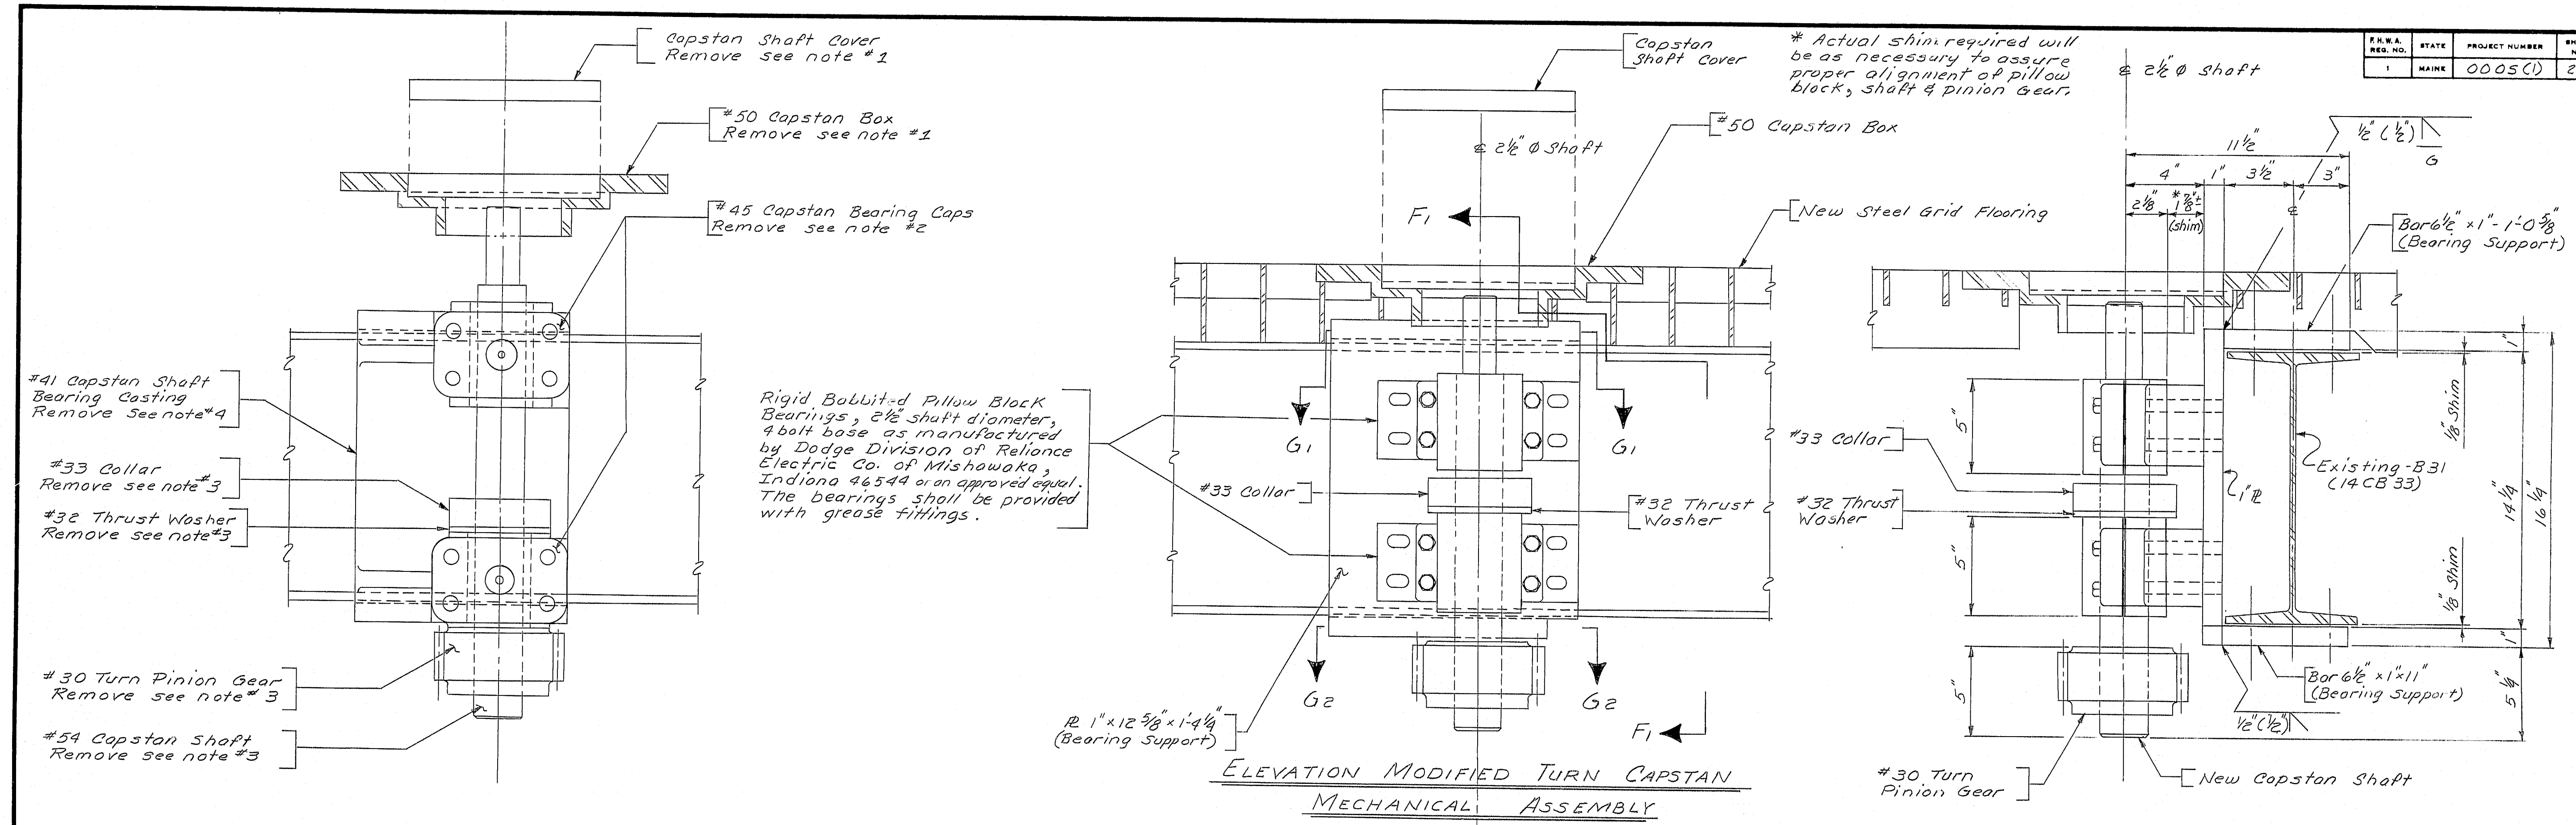 Capstan Shaft Cover
Remove see note #1
#50 Capstan Box
Remove see note #1
#45 Capstan Bearing Caps
Remove see note #2
#41 Capstan Shaft
Bearing Casting
Remove see note #4
#33 Collar
Remove see note #3
#32 Thrust Washer
Remove see note #3
#30 Turn Pinion Gear
Remove see note #3
#54 Capstan Shaft
Remove see note #3
Capstan
Shaft Cover
* Actual shim required will
be as necessary to assure
proper alignment of pillow
block, shaft & pinion Gear.
#50 Capstan Box
℄ 2½" Ø Shaft
F1
New Steel Grid Flooring
Rigid Babbited Pillow Block
Bearings, 2½" shaft diameter,
4 bolt base as manufactured
by Dodge Division of Reliance
Electric Co. of Mishawaka,
Indiana 46544 or an approved equal.
The bearings shall be provided
with grease fittings.
G1
G1
#33 Collar
#32 Thrust
Washer
G2
G2
℄ 1" x 12 5/8" x 1'-4¼"
(Bearing Support)
F1
ELEVATION MODIFIED TURN CAPSTAN
MECHANICAL ASSEMBLY
F.H.W.A. REG. NO.
STATE
PROJECT NUMBER
1
MAINE
0005(1)
2
℄ 2½" Ø Shaft
½" (½")
G
11½"
4"
1"
3½"
3"
2⅛"
* 1⅞"±
(shim)
℄
Bar 6½" x 1" - 1'-0 5/8"
(Bearing Support)
1"
⅛" Shim
5"
#33 Collar
Existing - B31
(14 CB 33)
1" ℄
14¼"
16¼"
#32 Thrust
Washer
5"
⅛" Shim
1"
Bar 6½" x 1" x 11"
(Bearing Support)
5"
5¼"
½" (½")
#30 Turn
Pinion Gear
New Capstan Shaft